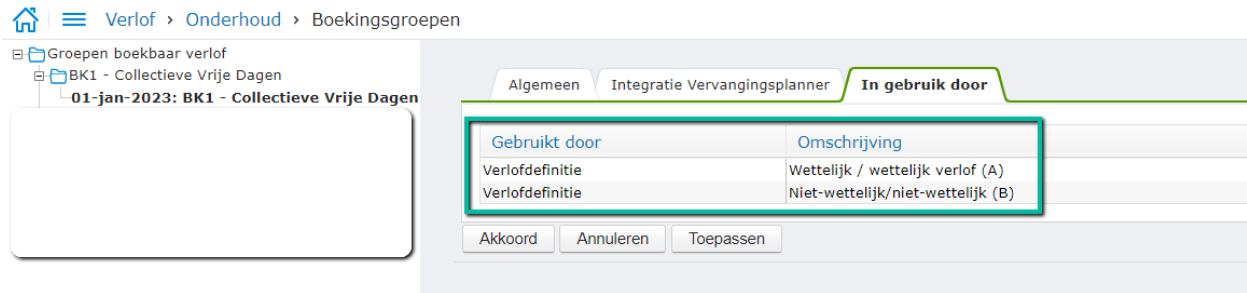 Verlof › Onderhoud › Boekingsgroepen
Groepen boekbaar verlof
BK1 - Collectieve Vrije Dagen
01-jan-2023: BK1 - Collectieve Vrije Dagen
Algemeen Integratie Vervangingsplanner In gebruik door
Gebruikt door Omschrijving
Verlofdefinitie Wettelijk / wettelijk verlof (A)
Verlofdefinitie Niet-wettelijk/niet-wettelijk (B)
Akkoord Annuleren Toepassen